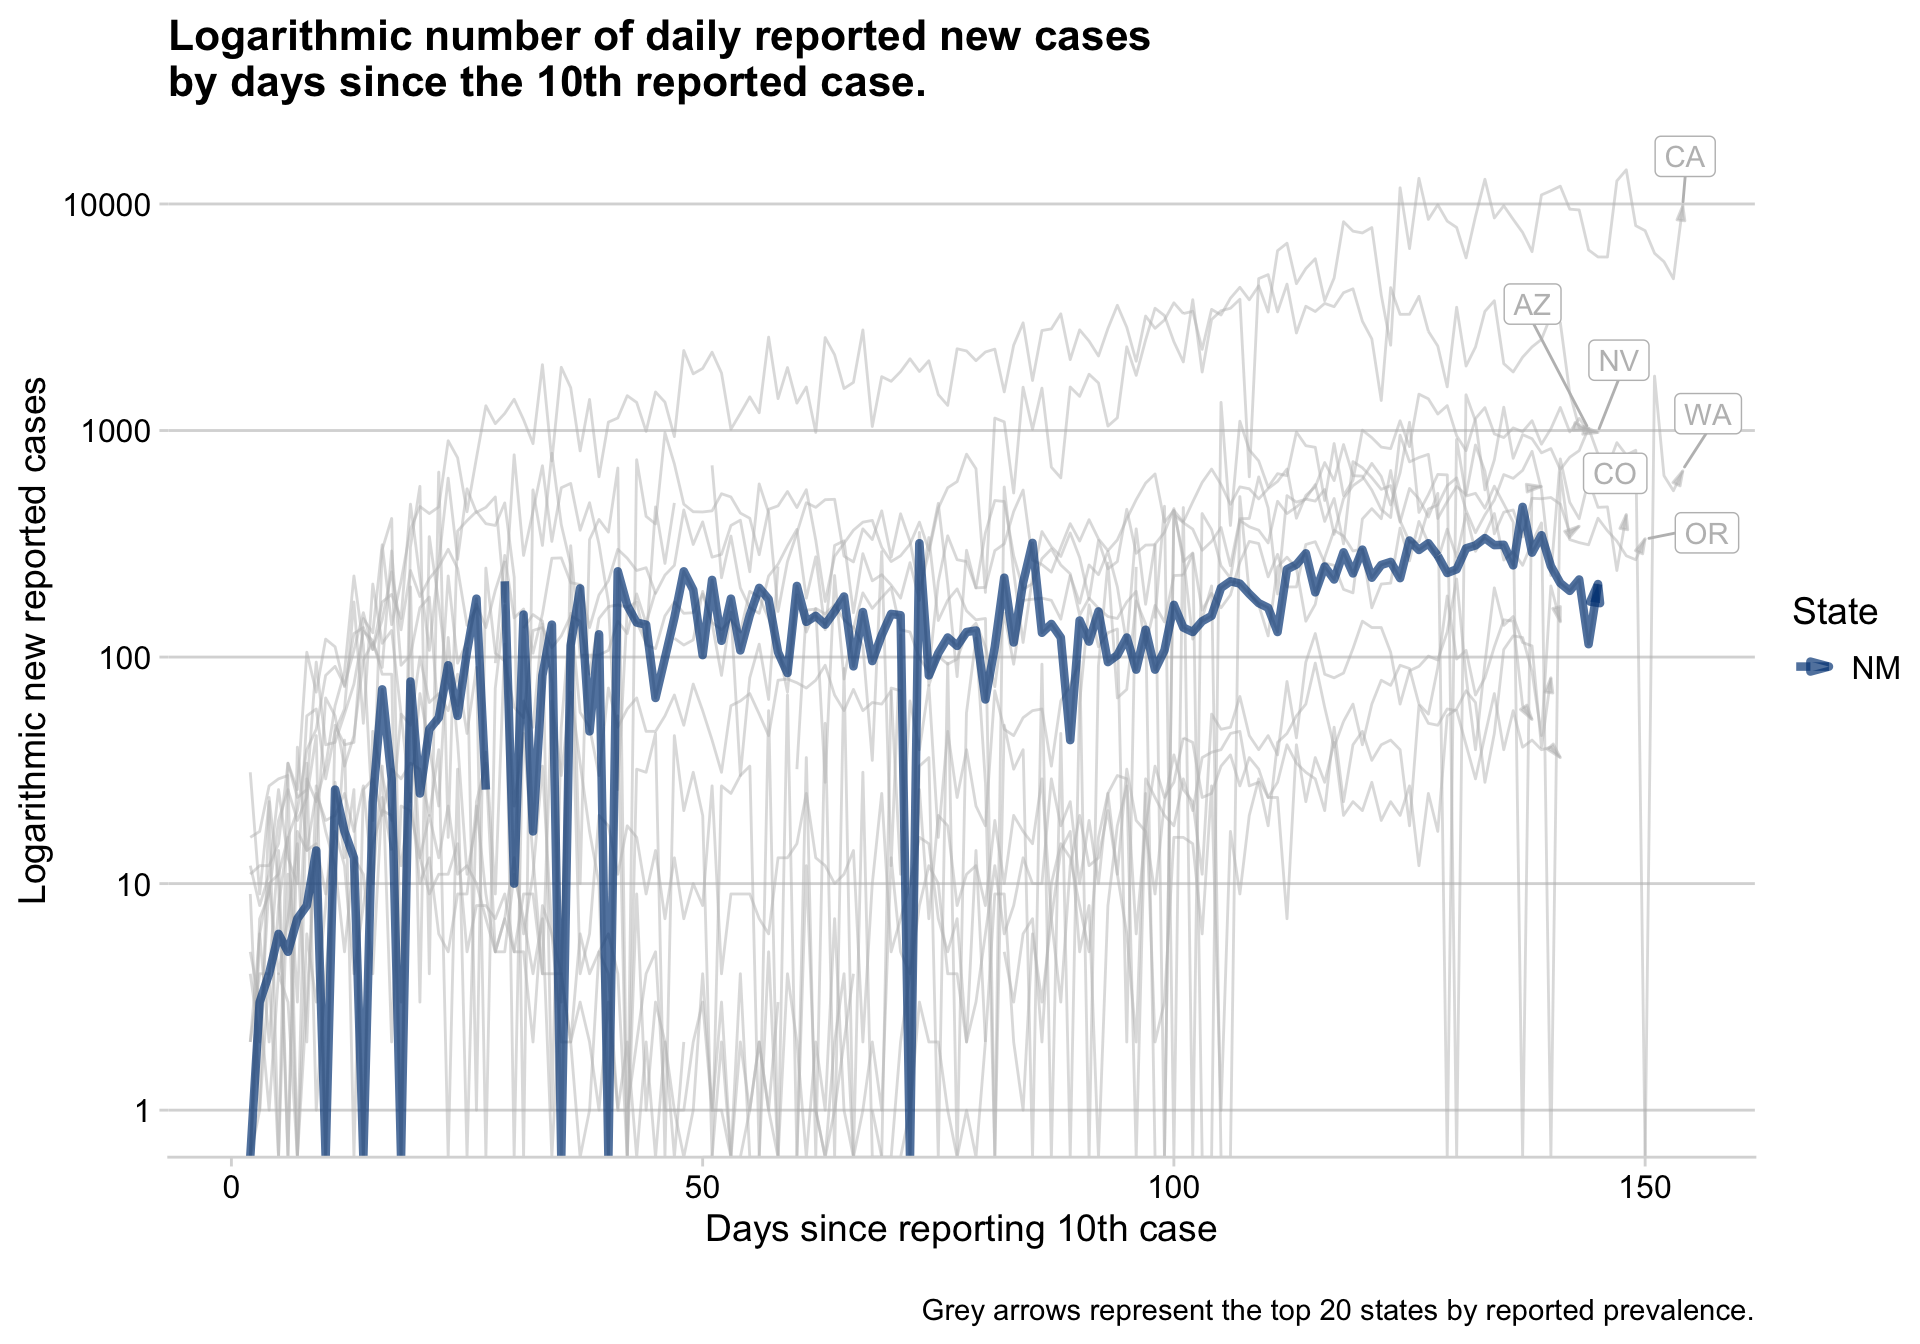 Logarithmic number of daily reported new cases
by days since the 10th reported case.
Logarithmic new reported cases
10000
1000
100
10
1
CA
AZ
NV
WA
CO
OR
State
NM
0
50
100
150
Days since reporting 10th case
Grey arrows represent the top 20 states by reported prevalence.